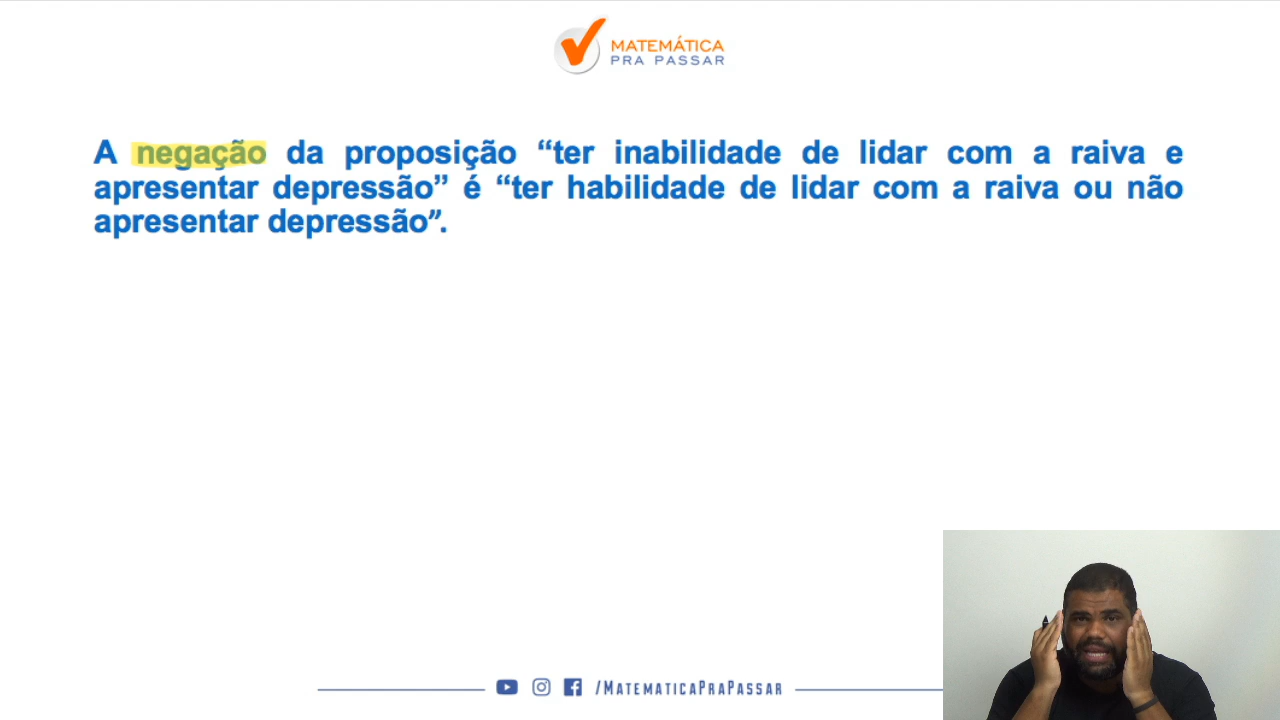 MATEMÁTICA
PRA PASSAR
A negação da proposição “ter inabilidade de lidar com a raiva e
apresentar depressão” é “ter habilidade de lidar com a raiva ou não
apresentar depressão”.
/MATEMATICAPRAPASSAR